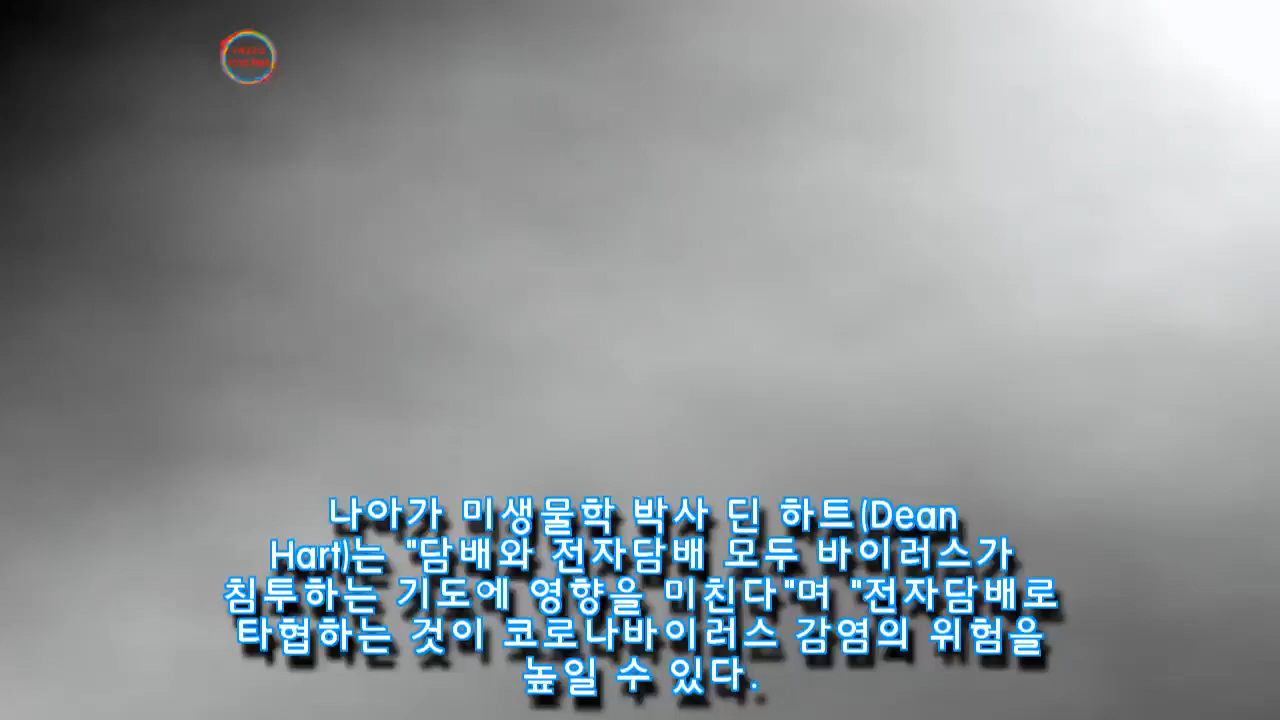 나아가 미생물학 박사 딘 하트(Dean
Hart)는 "담배와 전자담배 모두 바이러스가
침투하는 기도에 영향을 미친다"며 "전자담배로
타협하는 것이 코로나바이러스 감염의 위험을
높일 수 있다.